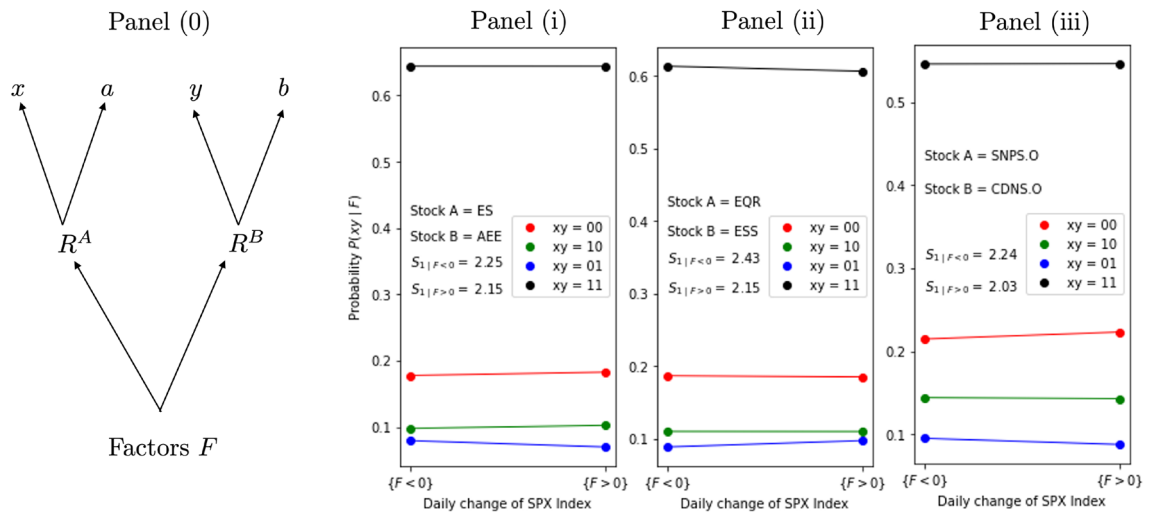 Panel (0)
x a y b
R^A R^B
Factors F
Panel (i)
Probability P(xy | F)
0.6
0.5
0.4
0.3
0.2
0.1
Stock A = ES
Stock B = AEE
S_{1 | F<0} = 2.25
S_{1 | F>0} = 2.15
xy = 00
xy = 10
xy = 01
xy = 11
{F < 0} {F > 0}
Daily change of SPX Index
Panel (ii)
0.6
0.5
0.4
0.3
0.2
0.1
Stock A = EQR
Stock B = ESS
S_{1 | F<0} = 2.43
S_{1 | F>0} = 2.15
xy = 00
xy = 10
xy = 01
xy = 11
{F < 0} {F > 0}
Daily change of SPX Index
Panel (iii)
0.5
0.4
0.3
0.2
0.1
Stock A = SNPS.O
Stock B = CDNS.O
S_{1 | F<0} = 2.24
S_{1 | F>0} = 2.03
xy = 00
xy = 10
xy = 01
xy = 11
{F < 0} {F > 0}
Daily change of SPX Index